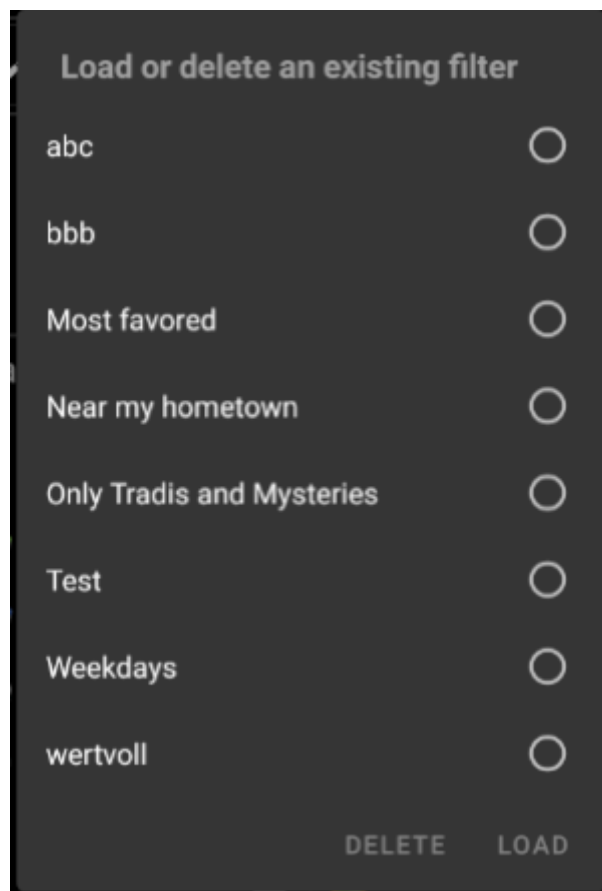 Load or delete an existing filter
abc
bbb
Most favored
Near my hometown
Only Tradis and Mysteries
Test
Weekdays
wertvoll
DELETE LOAD